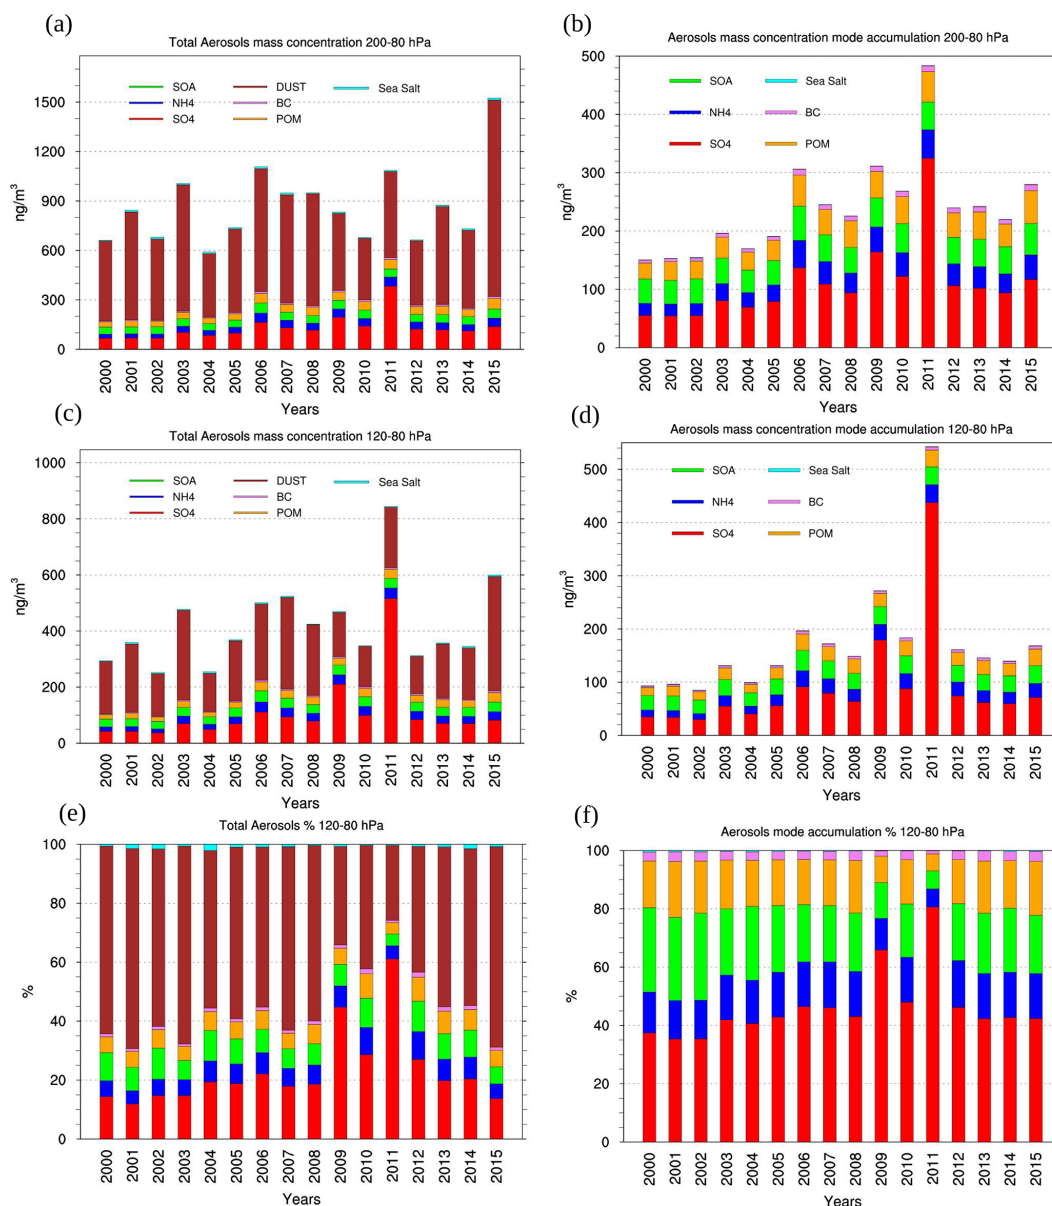 (a)
Total Aerosols mass concentration 200-80 hPa
SOA DUST Sea Salt
NH4 BC
SO4 POM
ng/m³
1500
1200
900
600
300
0
2000 2001 2002 2003 2004 2005 2006 2007 2008 2009 2010 2011 2012 2013 2014 2015
Years
(b)
Aerosols mass concentration mode accumulation 200-80 hPa
SOA Sea Salt
NH4 BC
SO4 POM
ng/m³
500
400
300
200
100
0
2000 2001 2002 2003 2004 2005 2006 2007 2008 2009 2010 2011 2012 2013 2014 2015
Years
(c)
Total Aerosols mass concentration 120-80 hPa
SOA DUST Sea Salt
NH4 BC
SO4 POM
ng/m³
1000
800
600
400
200
0
2000 2001 2002 2003 2004 2005 2006 2007 2008 2009 2010 2011 2012 2013 2014 2015
Years
(d)
Aerosols mass concentration mode accumulation 120-80 hPa
SOA Sea Salt
NH4 BC
SO4 POM
ng/m³
500
400
300
200
100
0
2000 2001 2002 2003 2004 2005 2006 2007 2008 2009 2010 2011 2012 2013 2014 2015
Years
(e)
Total Aerosols % 120-80 hPa
%
100
80
60
40
20
0
2000 2001 2002 2003 2004 2005 2006 2007 2008 2009 2010 2011 2012 2013 2014 2015
Years
(f)
Aerosols mode accumulation % 120-80 hPa
%
100
80
60
40
20
0
2000 2001 2002 2003 2004 2005 2006 2007 2008 2009 2010 2011 2012 2013 2014 2015
Years